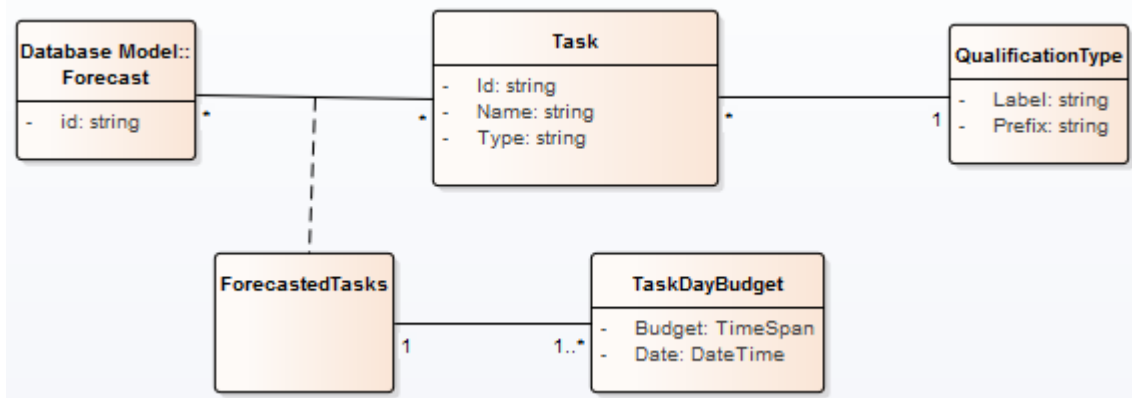 Database Model::
Forecast
- id: string
Task
- Id: string
- Name: string
- Type: string
QualificationType
- Label: string
- Prefix: string
* * * 1
ForecastedTasks
TaskDayBudget
- Budget: TimeSpan
- Date: DateTime
1 1..*